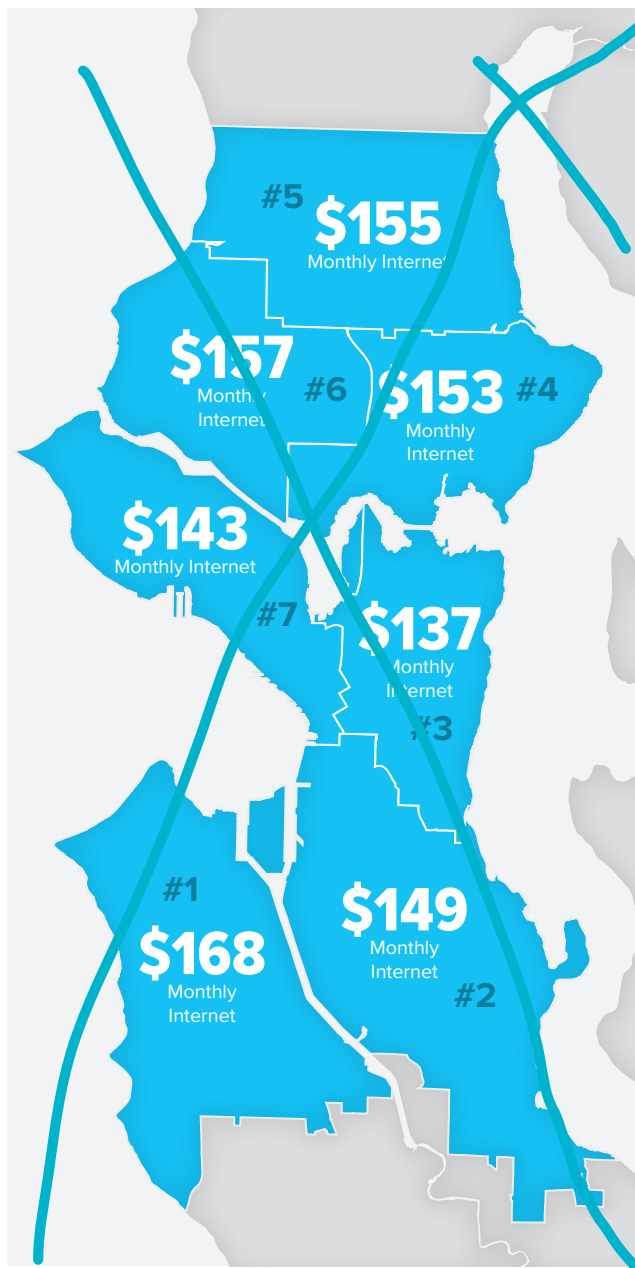 #5
$155
Monthly Internet
$157
Monthly
Internet
#6
$153
#4
Monthly
Internet
$143
Monthly Internet
#7
$137
Monthly
Internet
#3
#1
$168
Monthly
Internet
$149
Monthly
Internet
#2